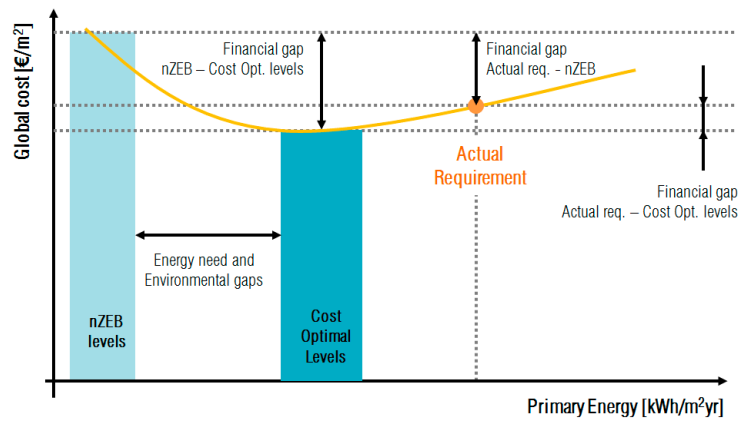 Global cost [€/m²]
Financial gap
nZEB – Cost Opt. levels
Financial gap
Actual req. - nZEB
Actual
Requirement
Financial gap
Actual req. – Cost Opt. levels
Energy need and
Environmental gaps
nZEB
levels
Cost
Optimal
Levels
Primary Energy [kWh/m²yr]